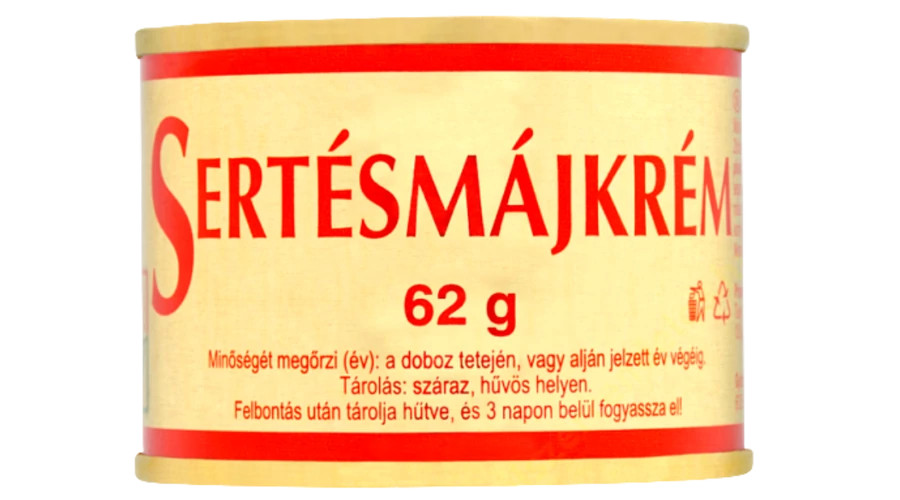 SERTÉSMÁJKRÉM
62 g
Minőségét megőrzi (év): a doboz tetején, vagy alján jelzett év végéig.
Tárolás: száraz, hűvös helyen.
Felbontás után tárolja hűtve, és 3 napon belül fogyassza el!